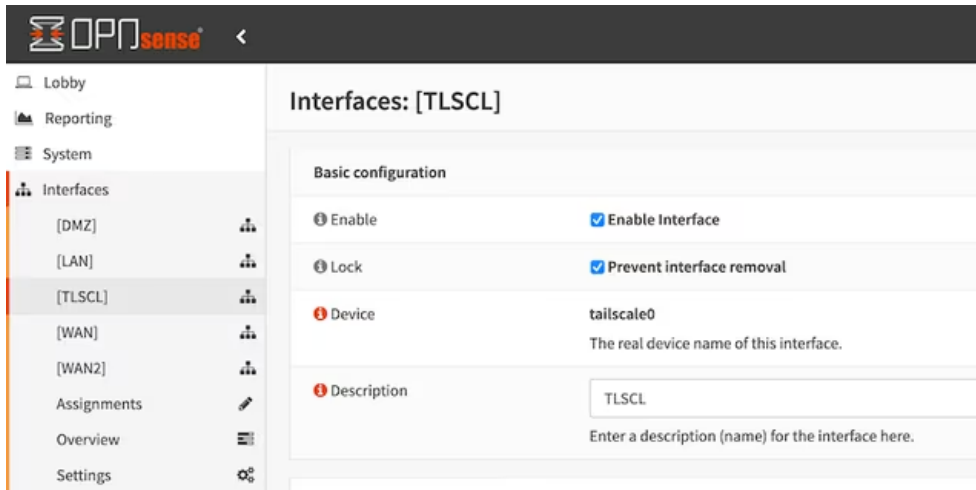 OPNsense
Lobby
Reporting
System
Interfaces
[DMZ]
[LAN]
[TLSCL]
[WAN]
[WAN2]
Assignments
Overview
Settings
Interfaces: [TLSCL]
Basic configuration
Enable
Enable Interface
Lock
Prevent interface removal
Device
tailscale0
The real device name of this interface.
Description
TLSCL
Enter a description (name) for the interface here.